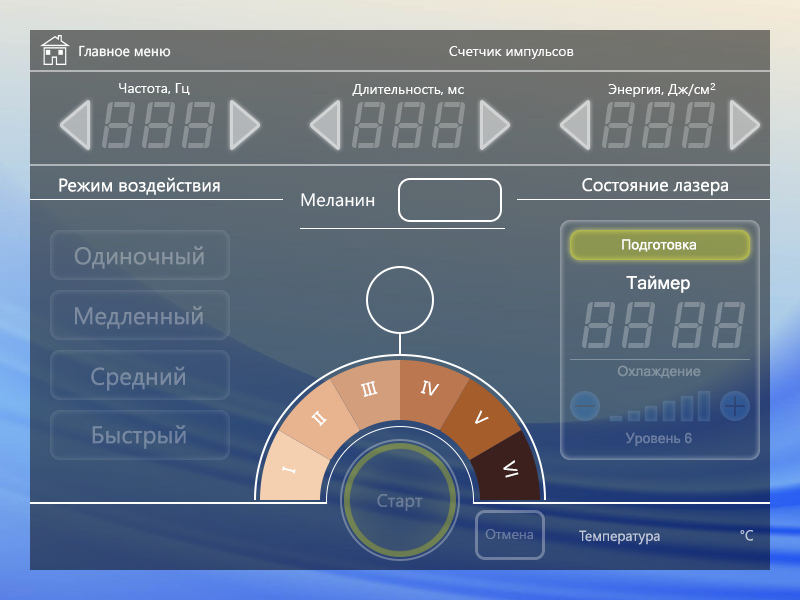 Главное меню
Счетчик импульсов
Частота, Гц
Длительность, мс
Энергия, Дж/см²
888
888
888
Режим воздействия
Меланин
Состояние лазера
Одиночный
Медленный
Средний
Быстрый
Подготовка
Таймер
88 88
Охлаждение
Уровень 6
I
II
III
IV
V
VI
Старт
Отмена
Температура
°C